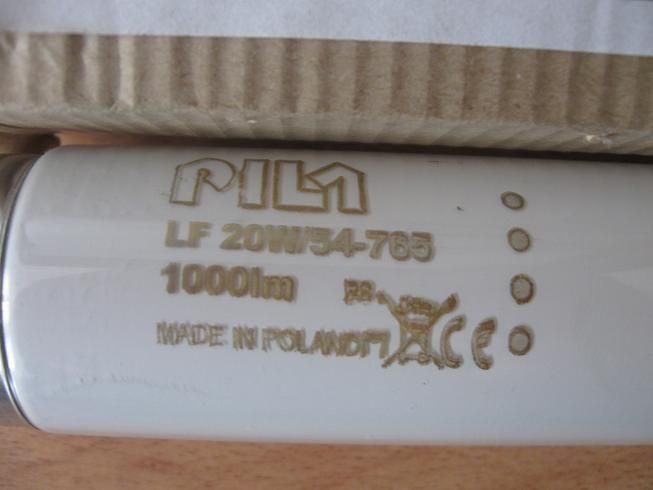 PILA
LF 20W/54-765
1000lm
MADE IN POLAND CE